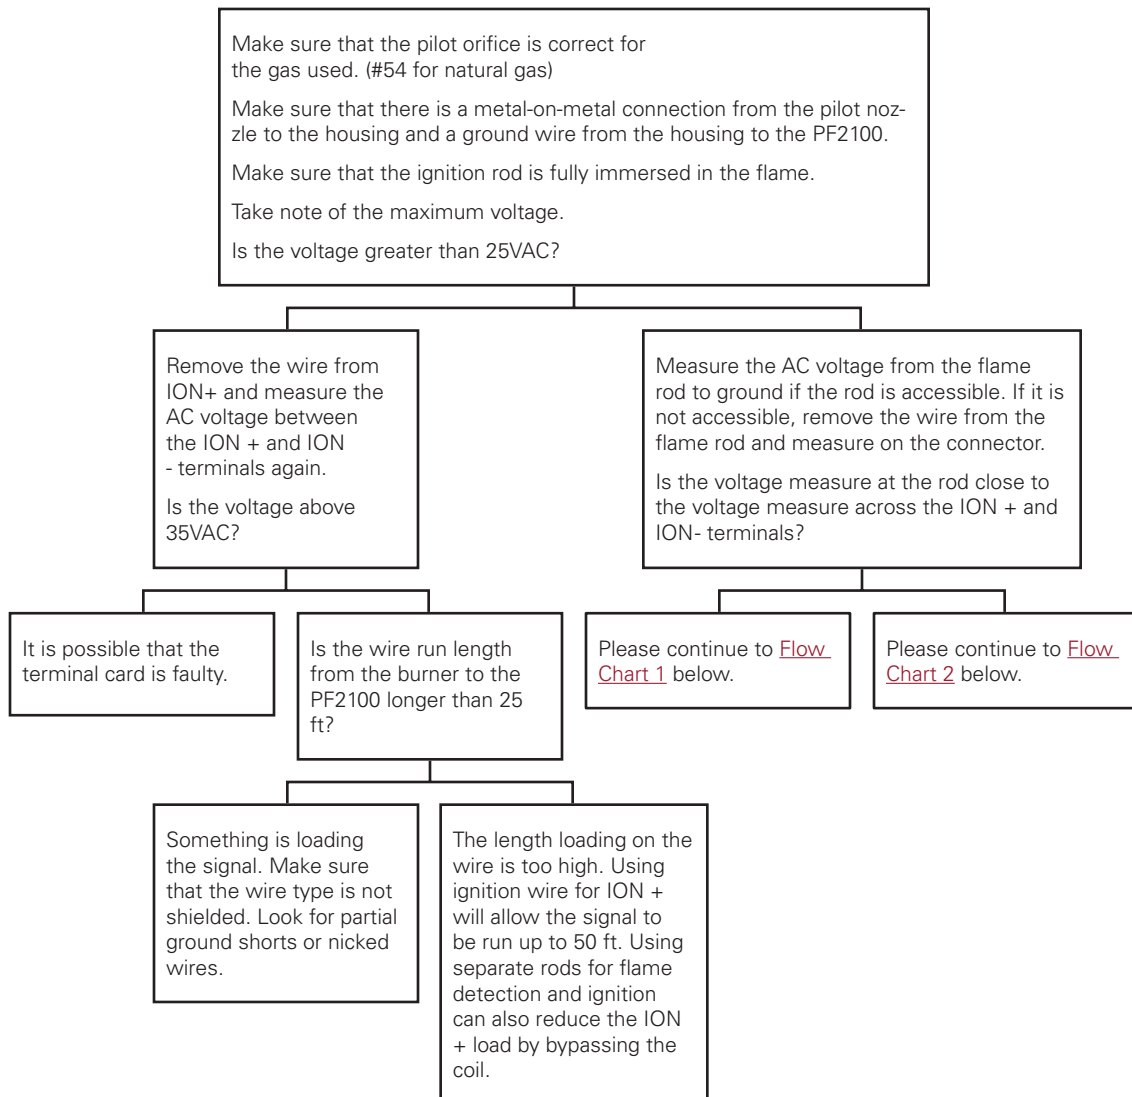 Make sure that the pilot orifice is correct for
the gas used. (#54 for natural gas)
Make sure that there is a metal-on-metal connection from the pilot noz-
zle to the housing and a ground wire from the housing to the PF2100.
Make sure that the ignition rod is fully immersed in the flame.
Take note of the maximum voltage.
Is the voltage greater than 25VAC?
Remove the wire from
ION+ and measure the
AC voltage between
the ION + and ION
- terminals again.
Is the voltage above
35VAC?
Measure the AC voltage from the flame
rod to ground if the rod is accessible. If it is
not accessible, remove the wire from the
flame rod and measure on the connector.
Is the voltage measure at the rod close to
the voltage measure across the ION + and
ION- terminals?
It is possible that the
terminal card is faulty.
Is the wire run length
from the burner to the
PF2100 longer than 25
ft?
Please continue to Flow
Chart 1 below.
Please continue to Flow
Chart 2 below.
Something is loading
the signal. Make sure
that the wire type is not
shielded. Look for partial
ground shorts or nicked
wires.
The length loading on the
wire is too high. Using
ignition wire for ION +
will allow the signal to
be run up to 50 ft. Using
separate rods for flame
detection and ignition
can also reduce the ION
+ load by bypassing the
coil.